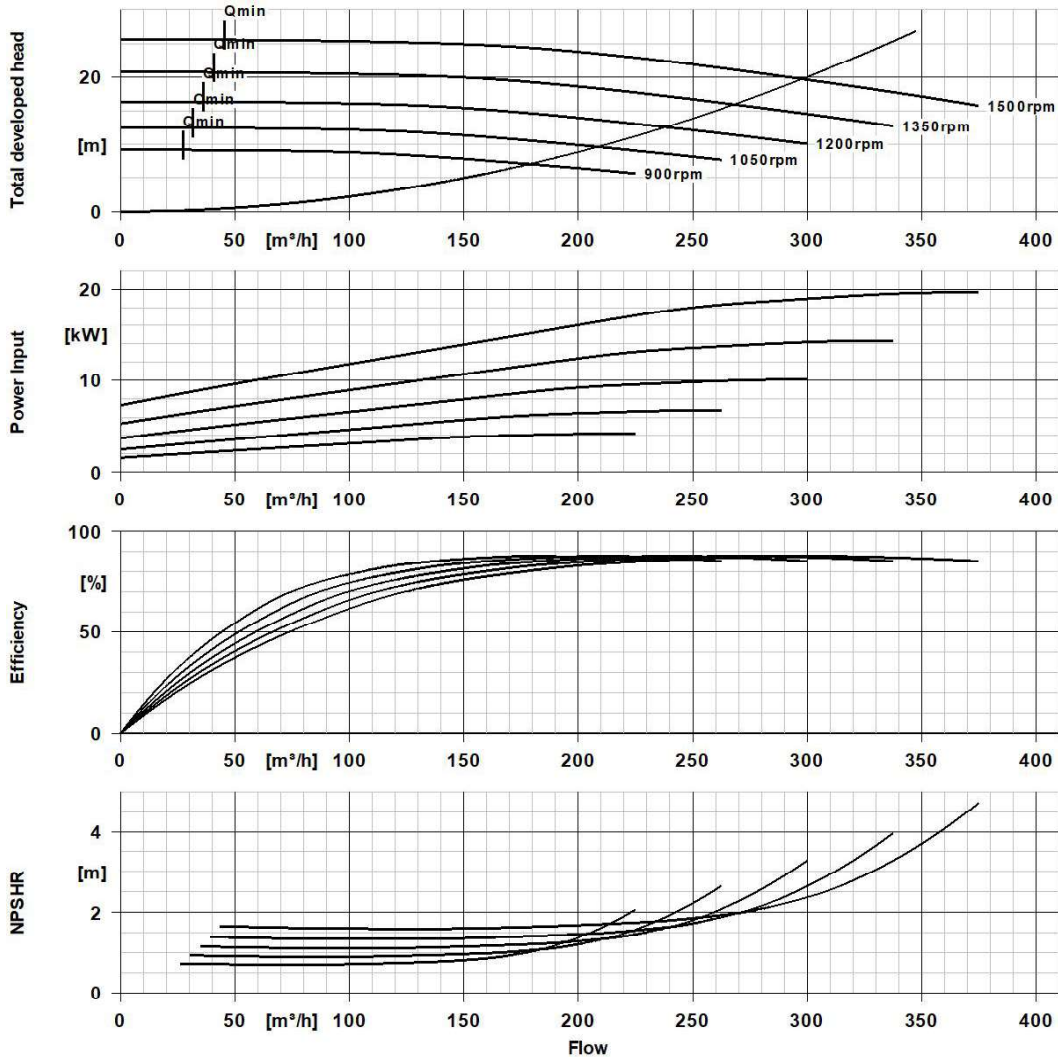 Total developed head
[m]
20
0
Qmin
Qmin
Qmin
Qmin
Qmin
1500rpm
1350rpm
1200rpm
1050rpm
900rpm
0 50 [m³/h] 100 150 200 250 300 350 400
Power Input
[kW]
20
10
0
0 50 [m³/h] 100 150 200 250 300 350 400
Efficiency
[%]
100
50
0
0 50 [m³/h] 100 150 200 250 300 350 400
NPSHR
[m]
4
2
0
0 50 [m³/h] 100 150 200 250 300 350 400
Flow